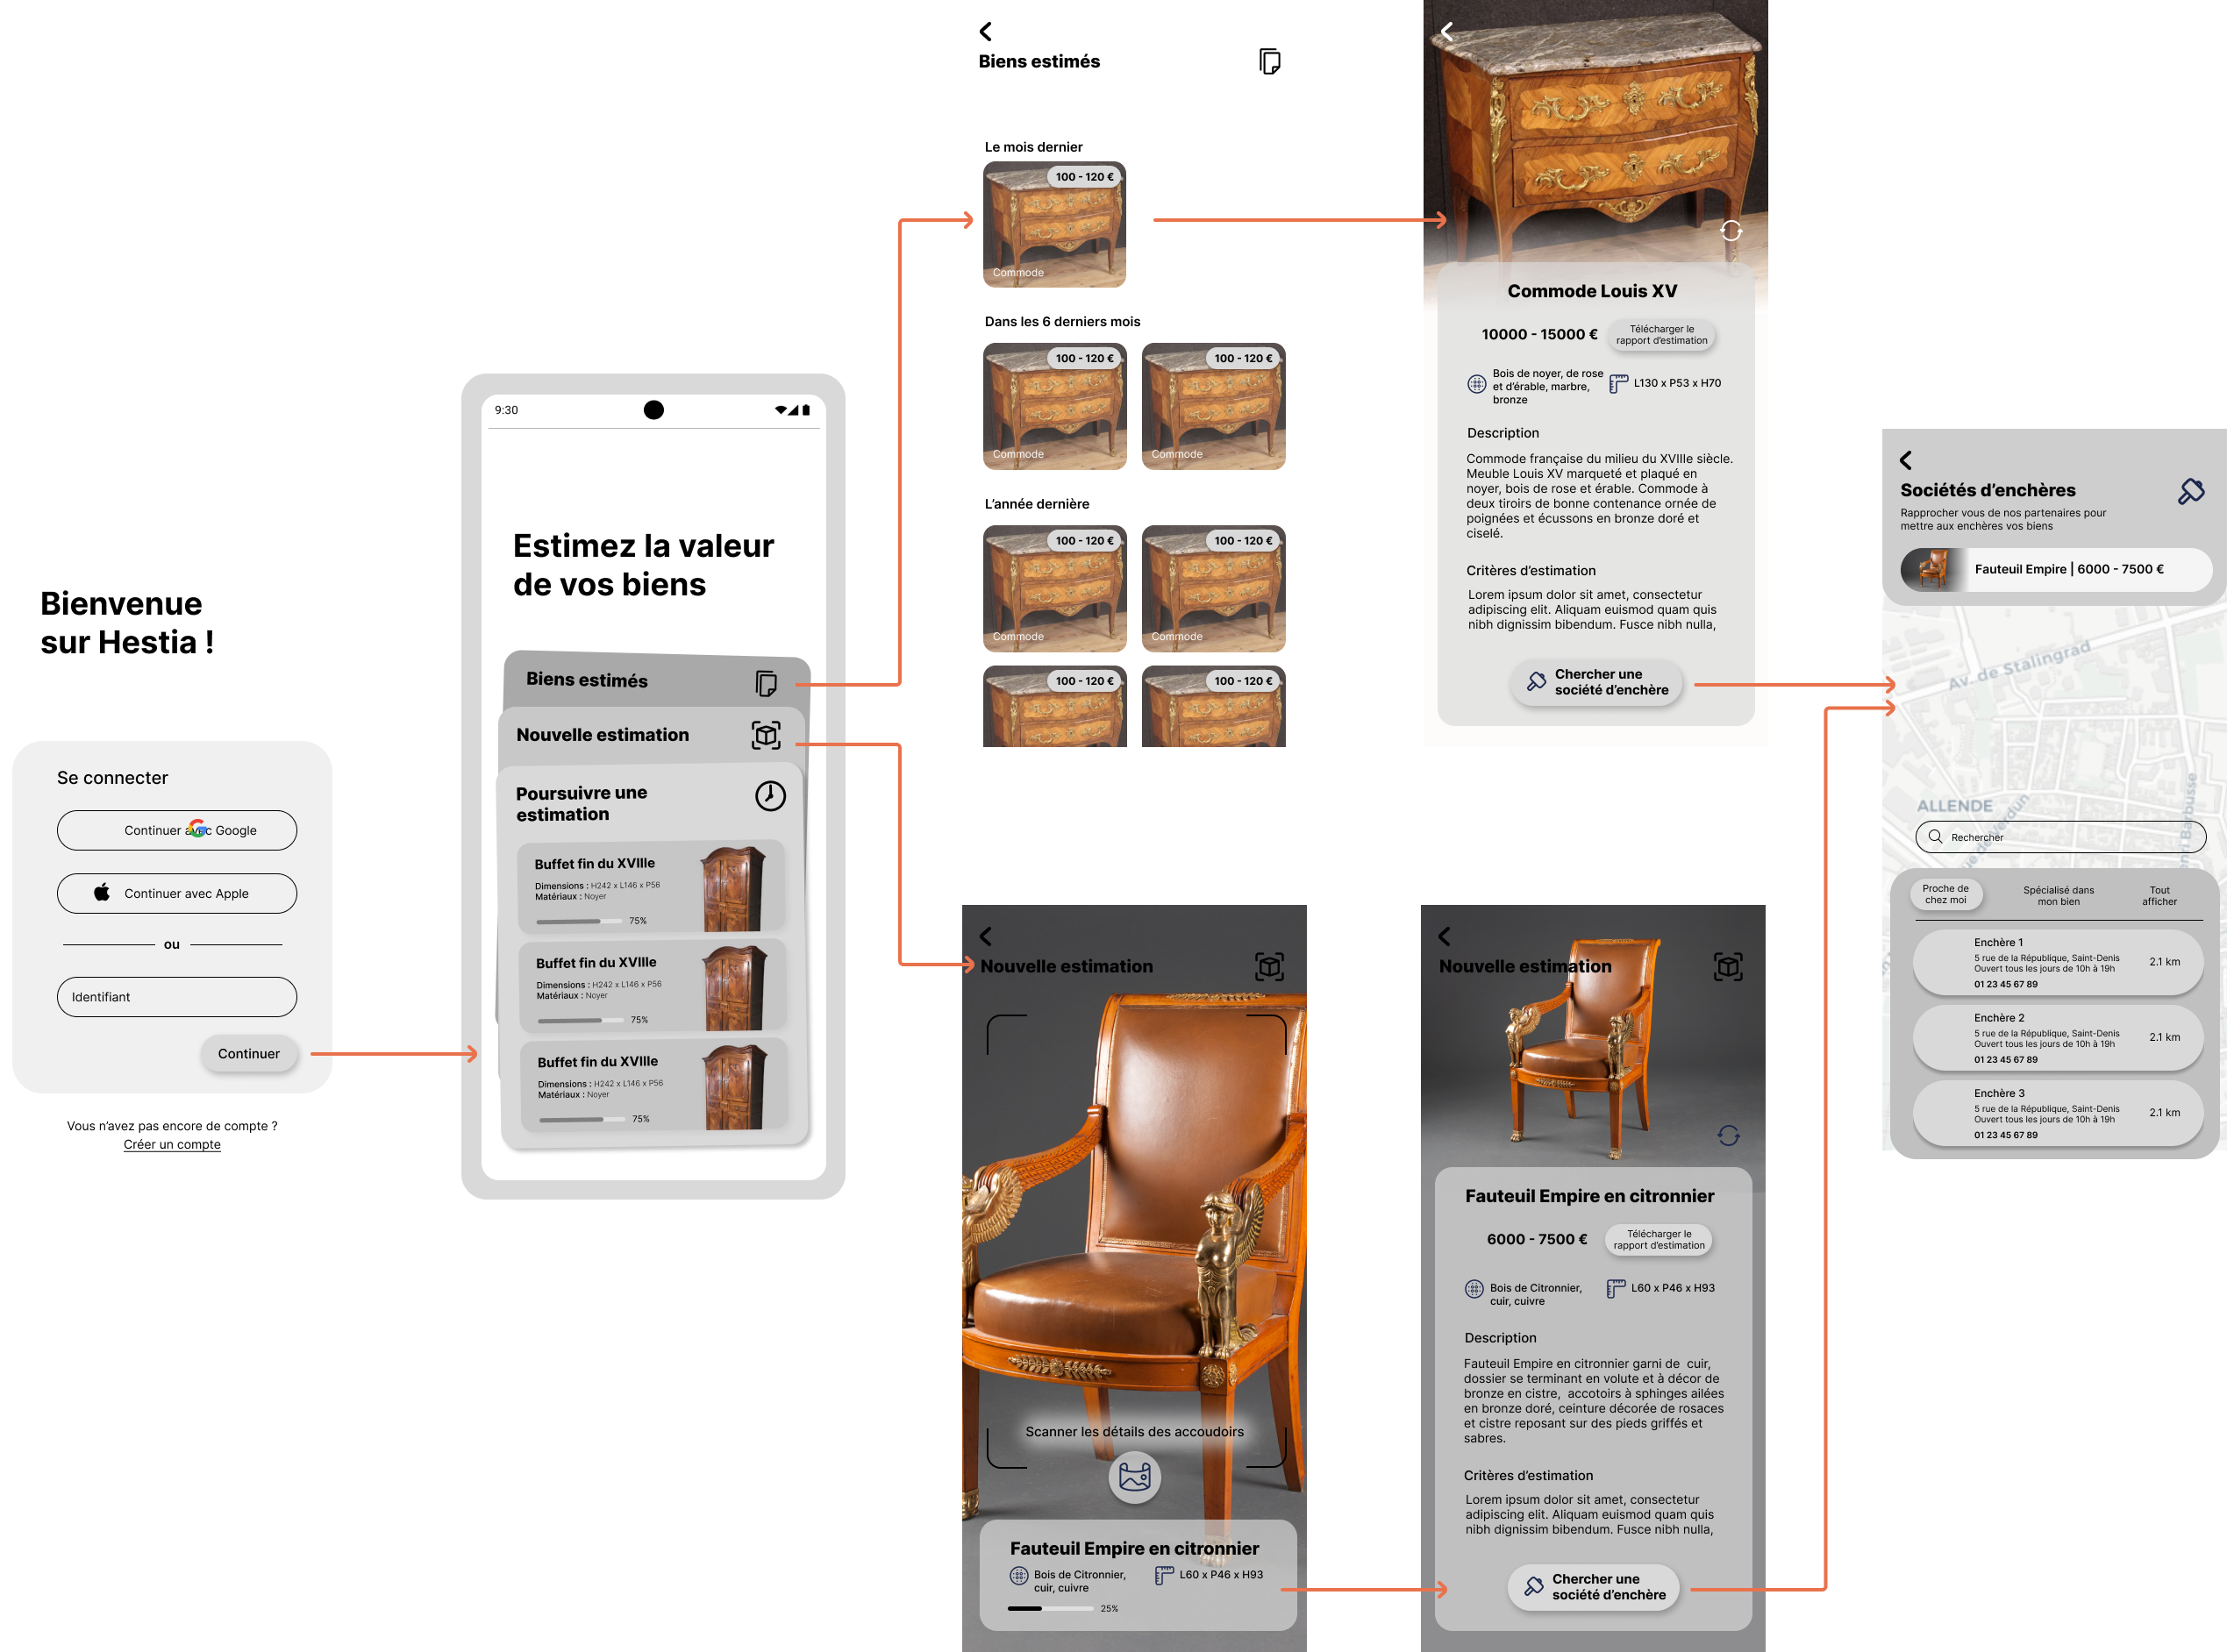 Bienvenue
sur Hestia !
Se connecter
Continuer avec Google
Continuer avec Apple
ou
Identifiant
Continuer
Vous n'avez pas encore de compte ?
Créer un compte
9:30
Estimez la valeur
de vos biens
Biens estimés
Nouvelle estimation
Poursuivre une
estimation
Buffet fin du XVIIIe
Dimensions : H242 x L146 x P56
Matériaux : Noyer
75%
Buffet fin du XVIIIe
Dimensions : H242 x L146 x P56
Matériaux : Noyer
75%
Buffet fin du XVIIIe
Dimensions : H242 x L146 x P56
Matériaux : Noyer
75%
Biens estimés
Le mois dernier
100 - 120 €
Commode
Dans les 6 derniers mois
100 - 120 €
Commode
100 - 120 €
Commode
L'année dernière
100 - 120 €
Commode
100 - 120 €
Commode
100 - 120 €
100 - 120 €
Commode Louis XV
10000 - 15000 €
Télécharger le
rapport d'estimation
Bois de noyer, de rose
et d'érable, marbre,
bronze
L130 x P53 x H70
Description
Commode française du milieu du XVIIIe siècle.
Meuble Louis XV marqueté et plaqué en
noyer, bois de rose et érable. Commode à
deux tiroirs de bonne contenance ornée de
poignées et écussons en bronze doré et
ciselé.
Critères d'estimation
Lorem ipsum dolor sit amet, consectetur
adipiscing elit. Aliquam euismod quam quis
nibh dignissim bibendum. Fusce nibh nulla,
Chercher une
société d'enchère
Nouvelle estimation
Scanner les détails des accoudoirs
Fauteuil Empire en citronnier
Bois de Citronnier,
cuir, cuivre
L60 x P46 x H93
25%
Nouvelle estimation
Fauteuil Empire en citronnier
6000 - 7500 €
Télécharger le
rapport d'estimation
Bois de Citronnier,
cuir, cuivre
L60 x P46 x H93
Description
Fauteuil Empire en citronnier garni de cuir,
dossier se terminant en volute et à décor de
bronze en cistre, accotoirs à sphinges ailées
en bronze doré, ceinture décorée de rosaces
et cistre reposant sur des pieds griffés et
sabres.
Critères d'estimation
Lorem ipsum dolor sit amet, consectetur
adipiscing elit. Aliquam euismod quam quis
nibh dignissim bibendum. Fusce nibh nulla,
Chercher une
société d'enchère
Sociétés d'enchères
Rapprocher vous de nos partenaires pour
mettre aux enchères vos biens
Fauteuil Empire | 6000 - 7500 €
Av. de Stalingrad
ALLENDE
Verdun
Barbusse
Rechercher
Proche de
chez moi
Spécialisé dans
mon bien
Tout
afficher
Enchère 1
5 rue de la République, Saint-Denis
Ouvert tous les jours de 10h à 19h
01 23 45 67 89
2.1 km
Enchère 2
5 rue de la République, Saint-Denis
Ouvert tous les jours de 10h à 19h
01 23 45 67 89
2.1 km
Enchère 3
5 rue de la République, Saint-Denis
Ouvert tous les jours de 10h à 19h
01 23 45 67 89
2.1 km